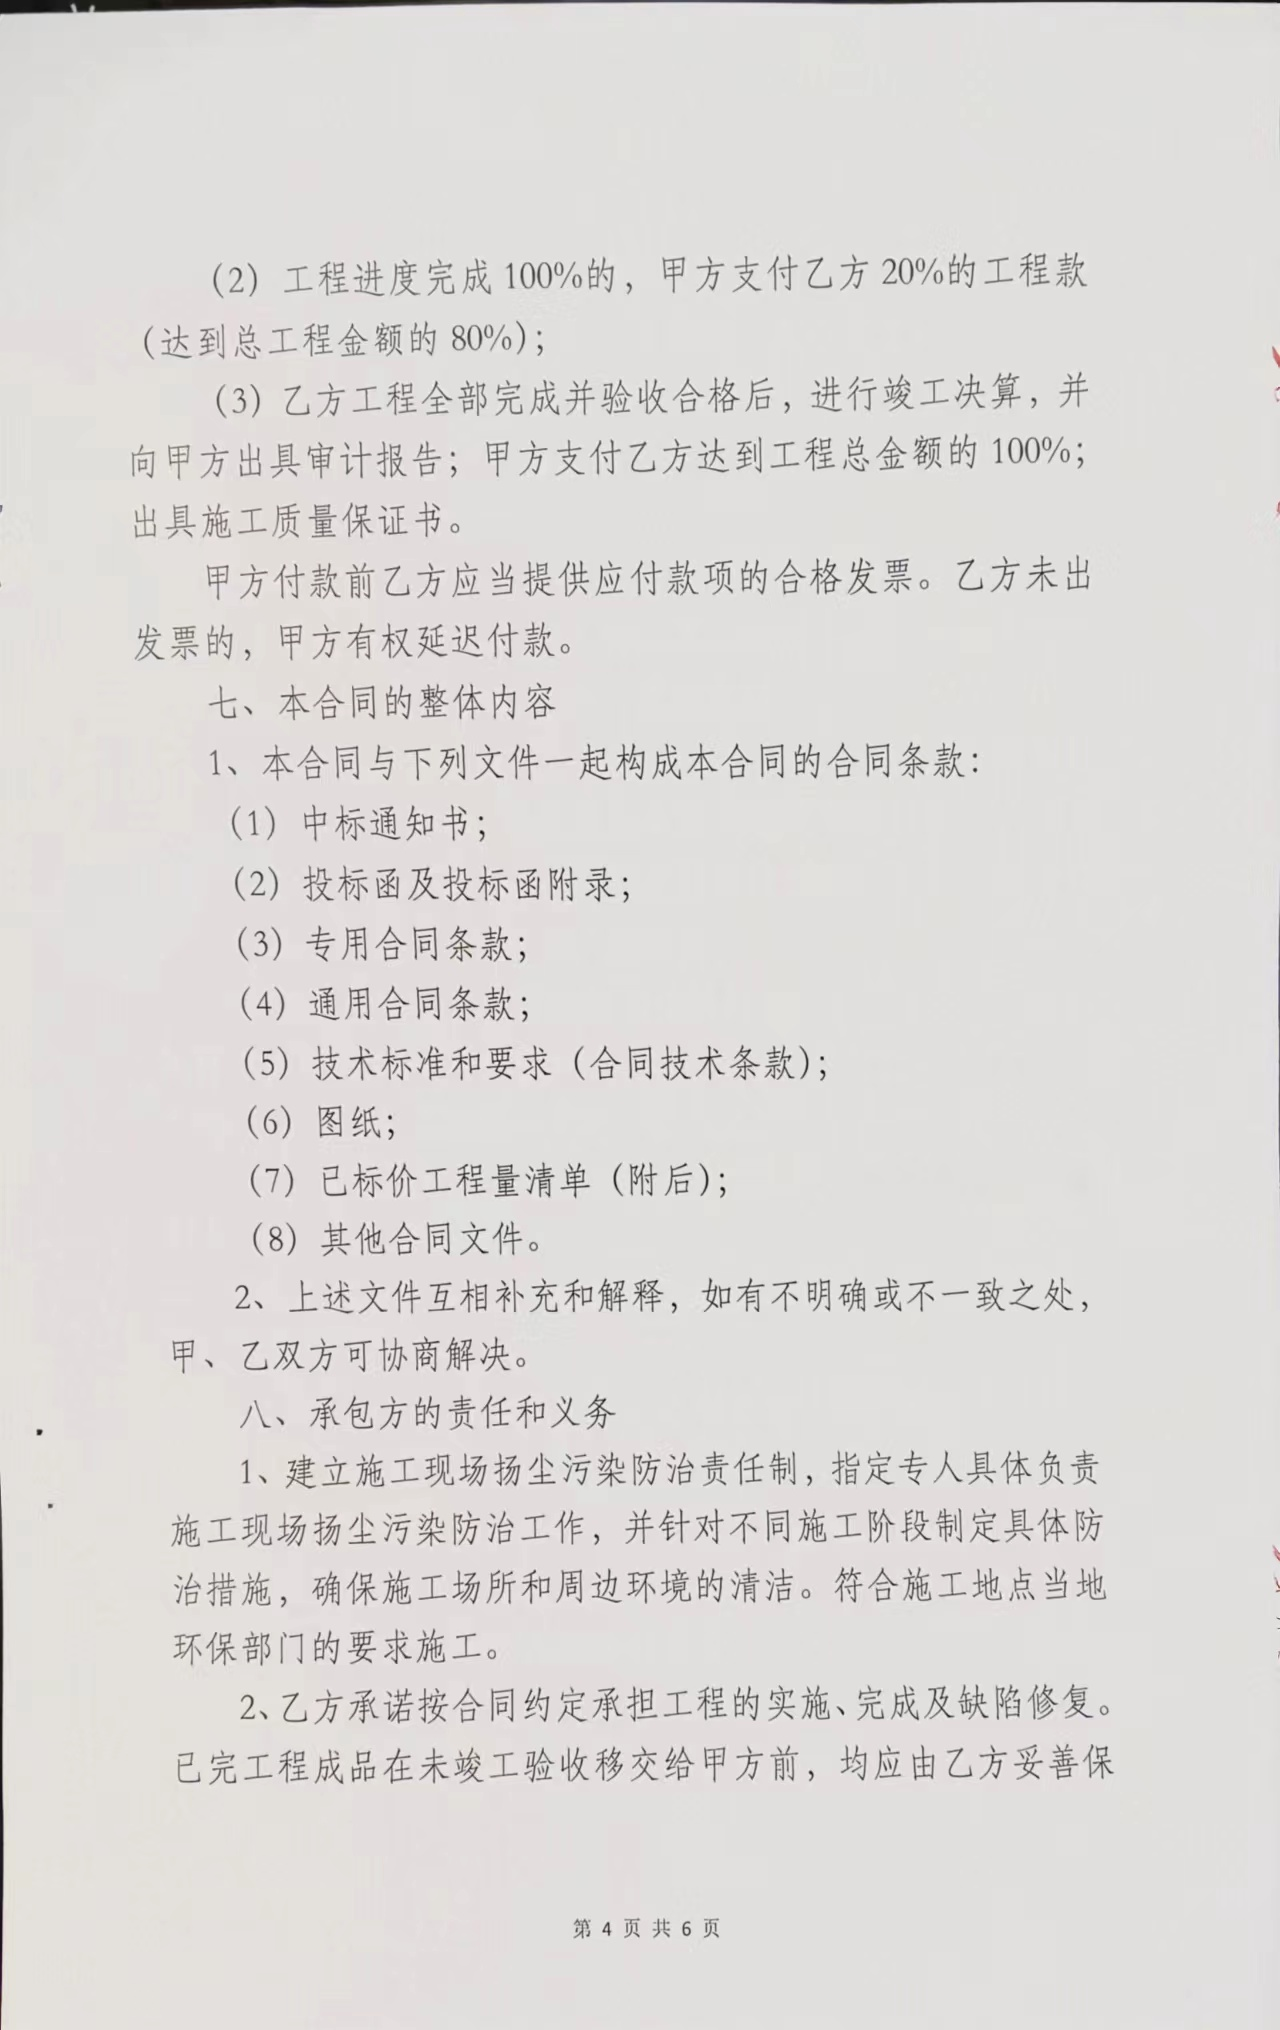 （2）工程进度完成 100%的，甲方支付乙方 20%的工程款
（达到总工程金额的 80%）；
（3）乙方工程全部完成并验收合格后，进行竣工决算，并
向甲方出具审计报告；甲方支付乙方达到工程总金额的 100%；
出具施工质量保证书。
甲方付款前乙方应当提供应付款项的合格发票。乙方未出
发票的，甲方有权延迟付款。
七、本合同的整体内容
1、本合同与下列文件一起构成本合同的合同条款：
（1）中标通知书；
（2）投标函及投标函附录；
（3）专用合同条款；
（4）通用合同条款；
（5）技术标准和要求（合同技术条款）；
（6）图纸；
（7）已标价工程量清单（附后）；
（8）其他合同文件。
2、上述文件互相补充和解释，如有不明确或不一致之处，
甲、乙双方可协商解决。
八、承包方的责任和义务
1、建立施工现场扬尘污染防治责任制，指定专人具体负责
施工现场扬尘污染防治工作，并针对不同施工阶段制定具体防
治措施，确保施工场所和周边环境的清洁。符合施工地点当地
环保部门的要求施工。
2、乙方承诺按合同约定承担工程的实施、完成及缺陷修复。
已完工程成品在未竣工验收移交给甲方前，均应由乙方妥善保
第 4 页 共 6 页